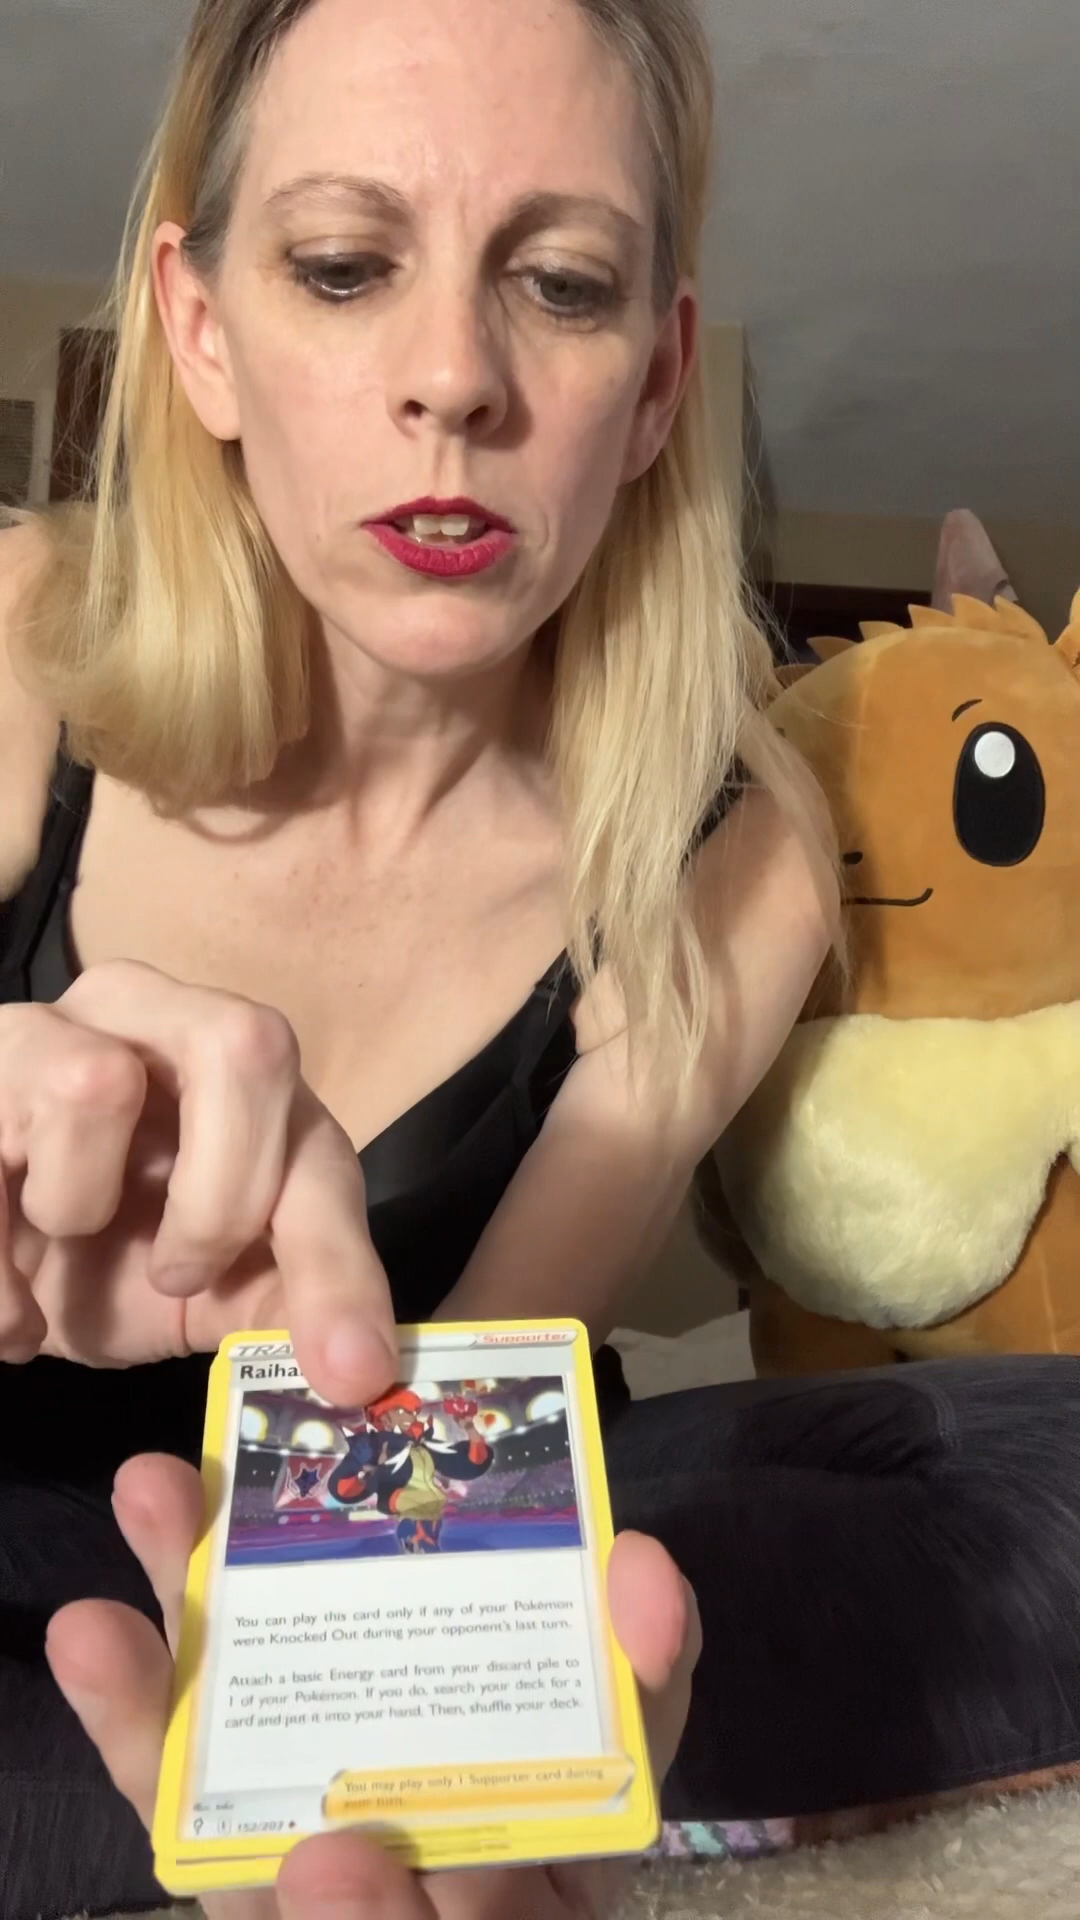 TRA
Supporter
Raiha
You can play this card only if any of your Pokémon
were Knocked Out during your opponent's last turn.
Attach a basic Energy card from your discard pile to
1 of your Pokémon. If you do, search your deck for a
card and put it into your hand. Then, shuffle your deck.
You may play only 1 Supporter card during
your turn.
152/203